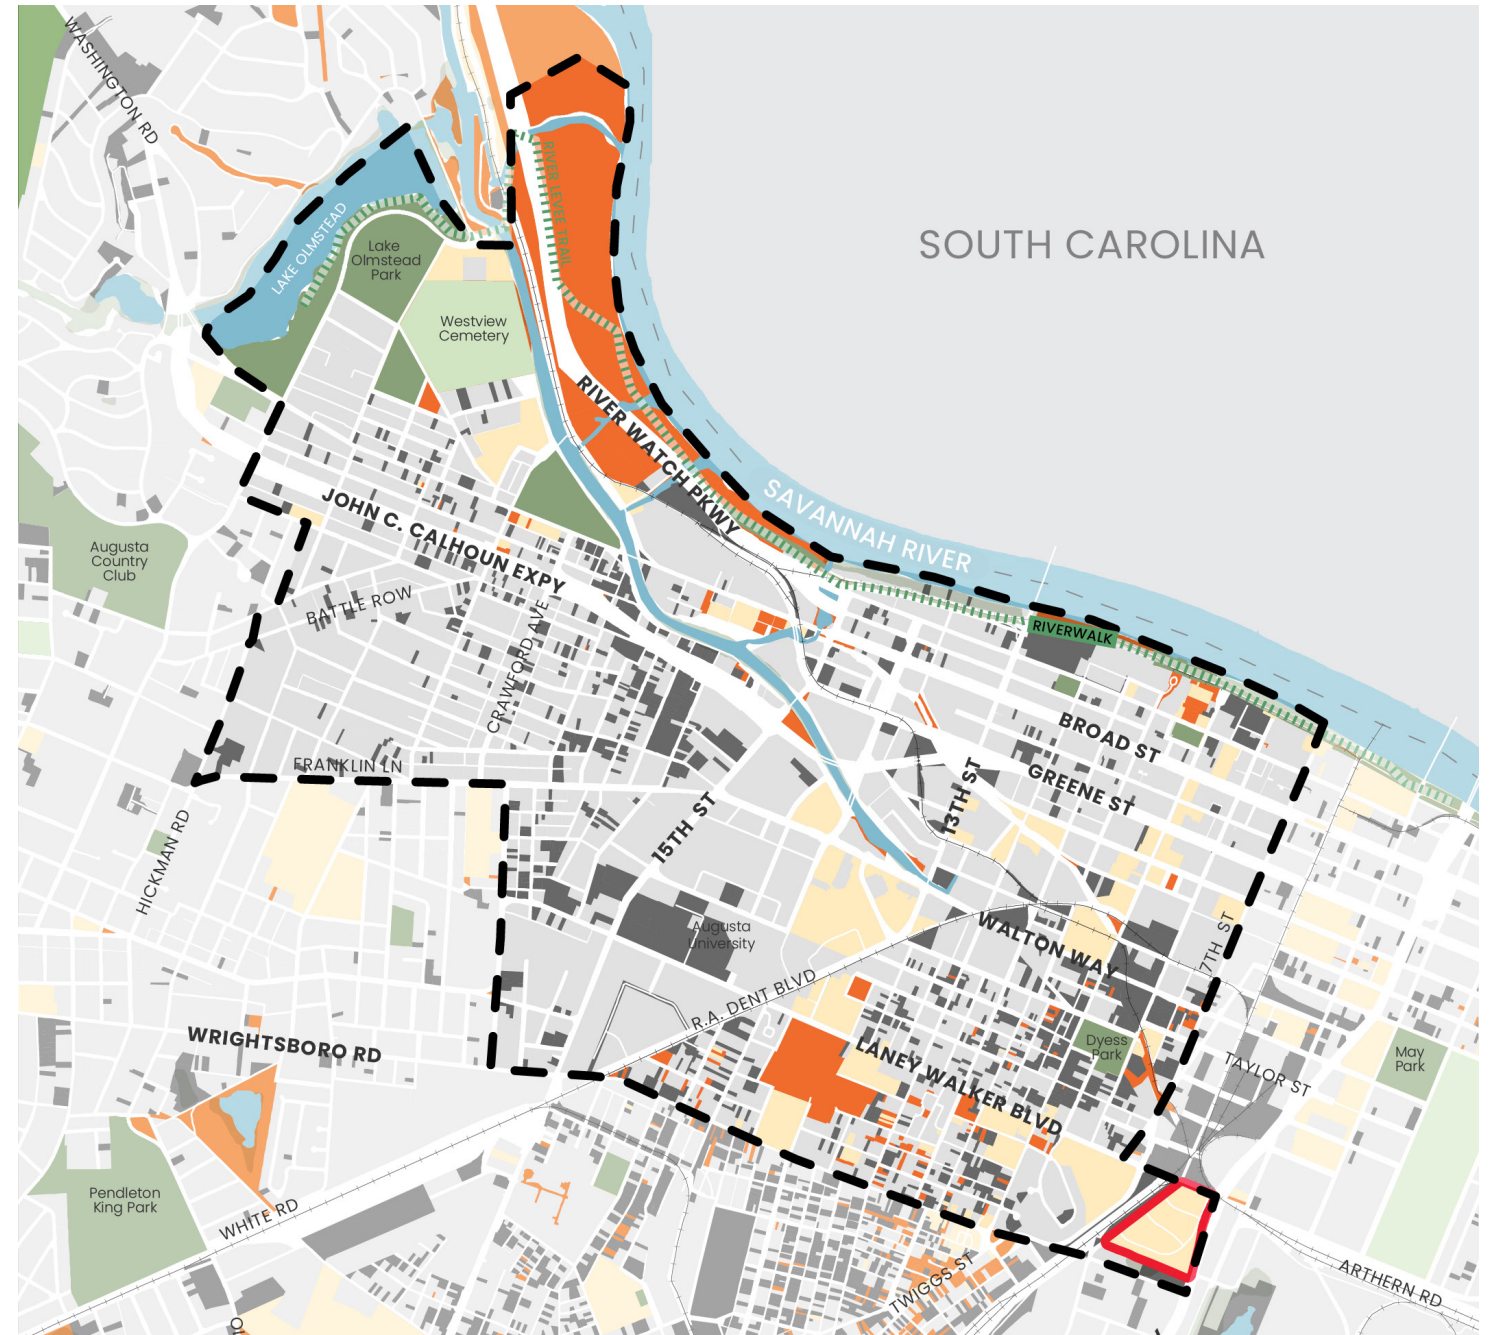 WASHINGTON RD
RIVER LEVEE TRAIL
LAKE OLMSTEAD
Lake
Olmstead
Park
SOUTH CAROLINA
Westview
Cemetery
RIVER WATCH PKWY
SAVANNAH RIVER
JOHN C. CALHOUN EXPY
Augusta
Country
Club
BATTLE ROW
CRAWFORD AVE
RIVERWALK
BROAD ST
FRANKLIN LN
GREENE ST
13TH ST
15TH ST
HICKMAN RD
Augusta
University
WALTON WAY
7TH ST
R.A. DENT BLVD
WRIGHTSBORO RD
LANEY WALKER BLVD
Dyess
Park
TAYLOR ST
May
Park
Pendleton
King Park
WHITE RD
TWIGGS ST
ARTHERN RD